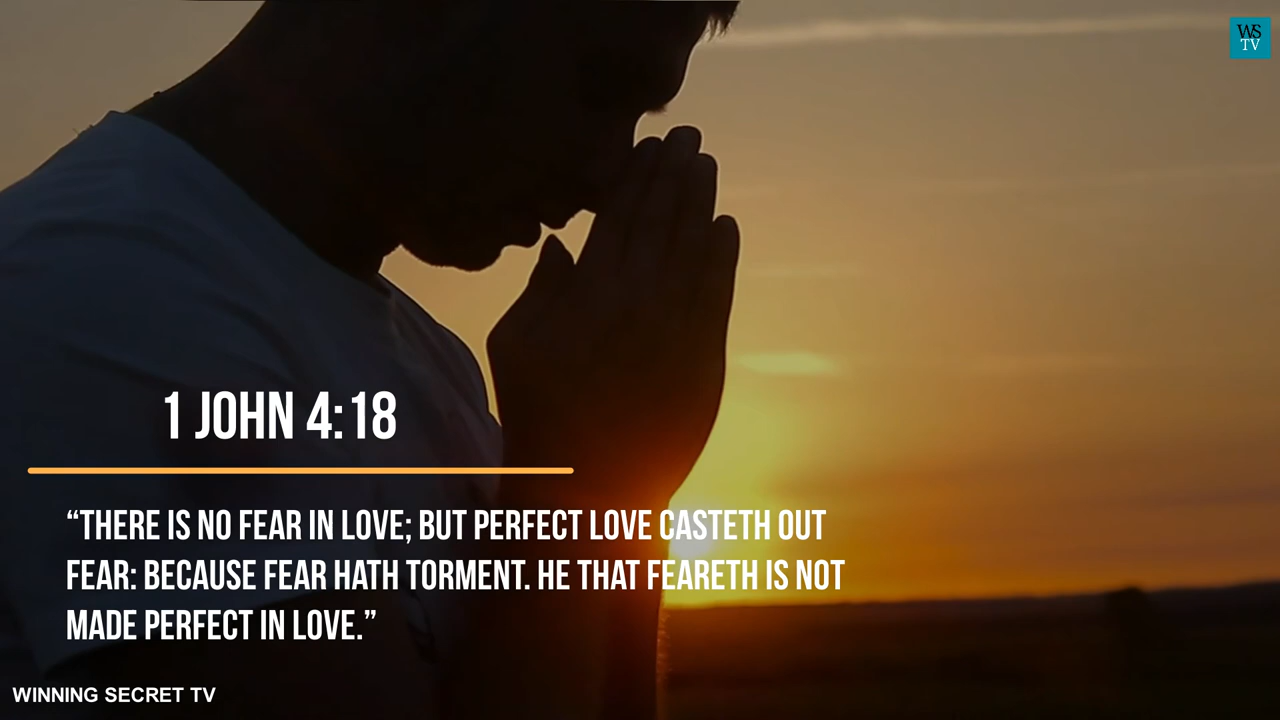 WS
TV
1 JOHN 4:18
“THERE IS NO FEAR IN LOVE; BUT PERFECT LOVE CASTETH OUT
FEAR: BECAUSE FEAR HATH TORMENT. HE THAT FEARETH IS NOT
MADE PERFECT IN LOVE.”
WINNING SECRET TV